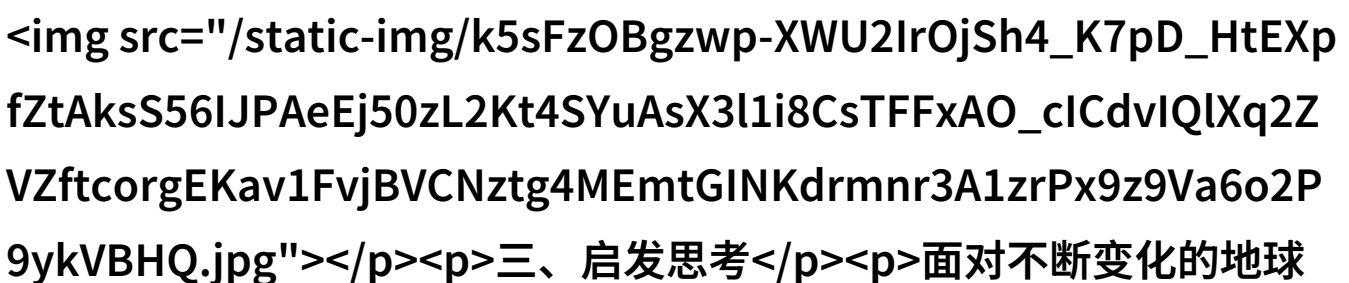 <img src="/static-img/k5sFzOBgzwp-XWU2IrOjSh4_K7pD_HtEXp
fZtAksS56IJPAeEj50zL2Kt4SYuAsX3l1i8CsTFFxAO_cICdvIQlXq2Z
VZftcorgEKav1FvjBVCNztg4MEmtGINKdrmnr3A1zrPx9z9Va6o2P
9ykVBHQ.jpg"></p><p>三、启发思考</p><p>面对不断变化的地球